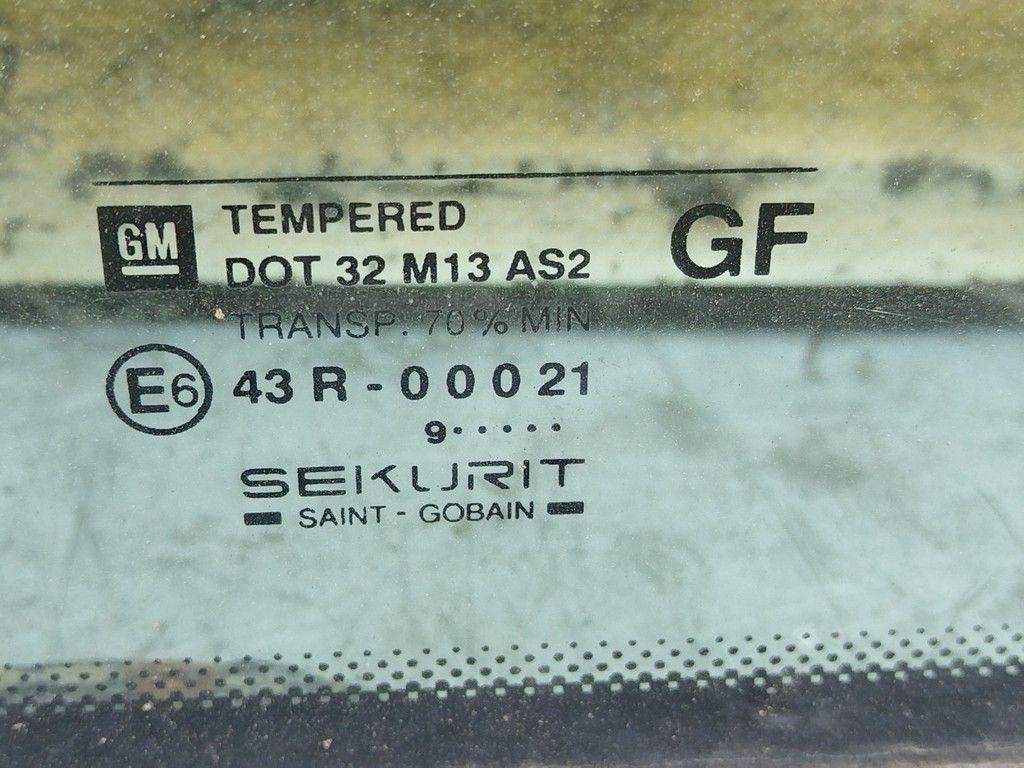 GM
TEMPERED
DOT 32 M13 AS2
GF
TRANSP. 70% MIN
E6
43 R - 00021
9·····
SEKURIT
SAINT - GOBAIN